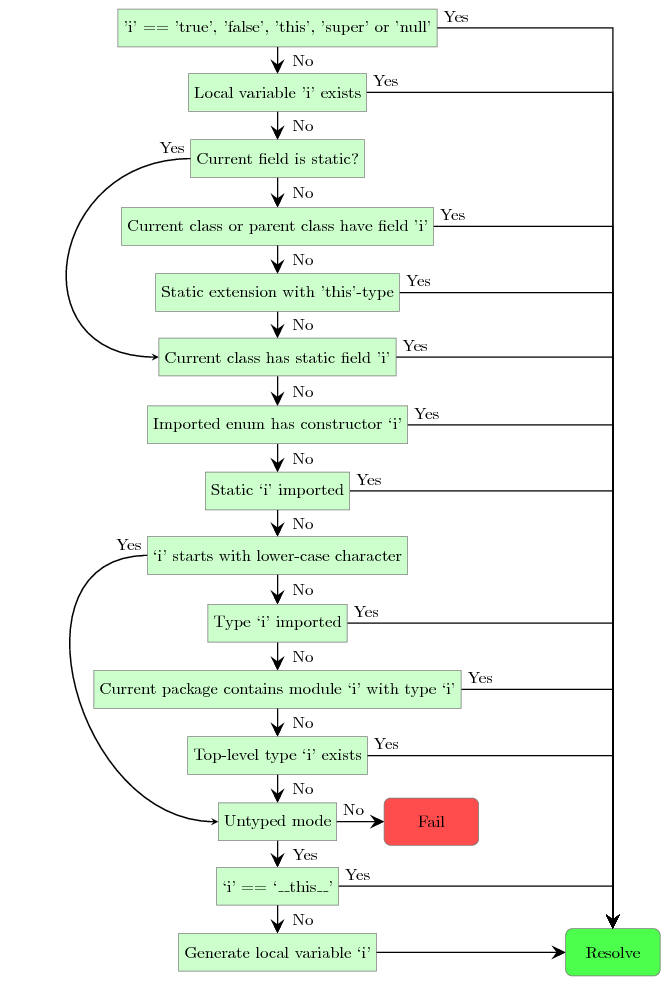 'i' == 'true', 'false', 'this', 'super' or 'null'
Yes
No
Local variable 'i' exists
Yes
No
Yes
Current field is static?
No
Current class or parent class have field 'i'
Yes
No
Static extension with 'this'-type
Yes
No
Current class has static field 'i'
Yes
No
Imported enum has constructor ‘i’
Yes
No
Static ‘i’ imported
Yes
No
Yes
‘i’ starts with lower-case character
No
Type ‘i’ imported
Yes
No
Current package contains module ‘i’ with type ‘i’
Yes
No
Top-level type ‘i’ exists
Yes
No
Untyped mode
No
Fail
Yes
‘i’ == ‘__this__’
Yes
No
Generate local variable ‘i’
Resolve